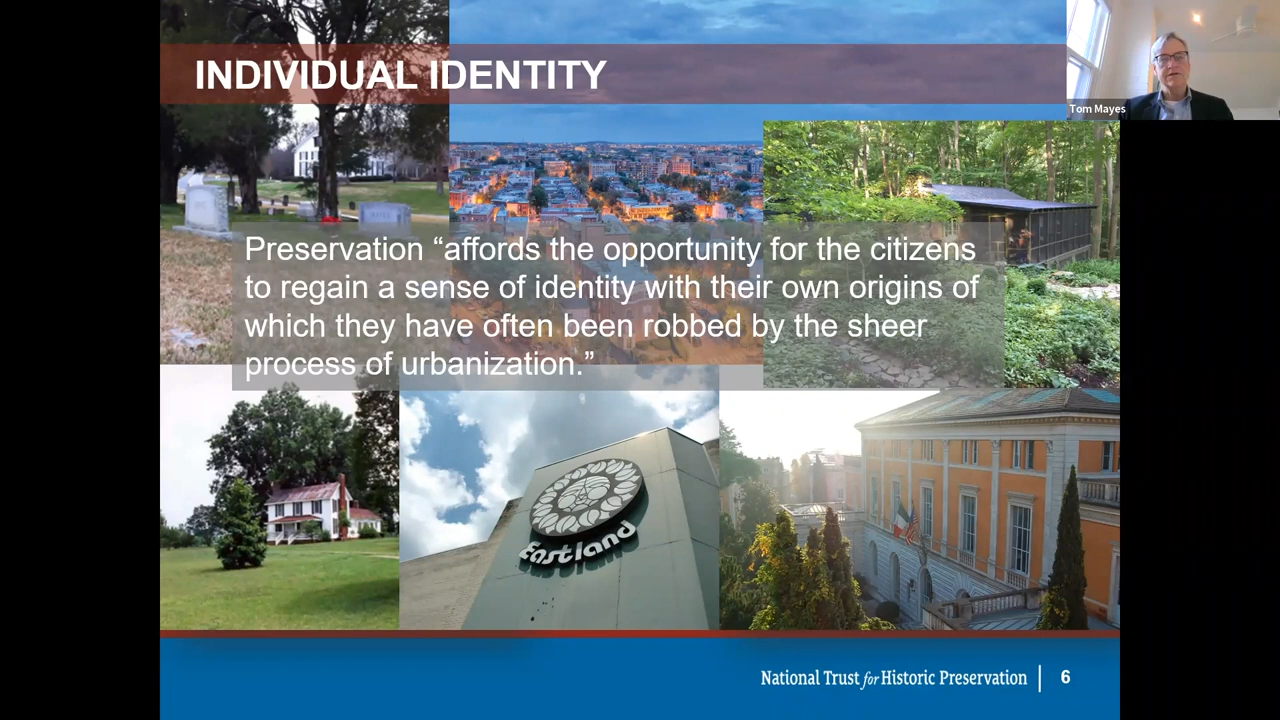 INDIVIDUAL IDENTITY
Tom Mayes
Preservation “affords the opportunity for the citizens
to regain a sense of identity with their own origins of
which they have often been robbed by the sheer
process of urbanization.”
Eastland
National Trust for Historic Preservation
6